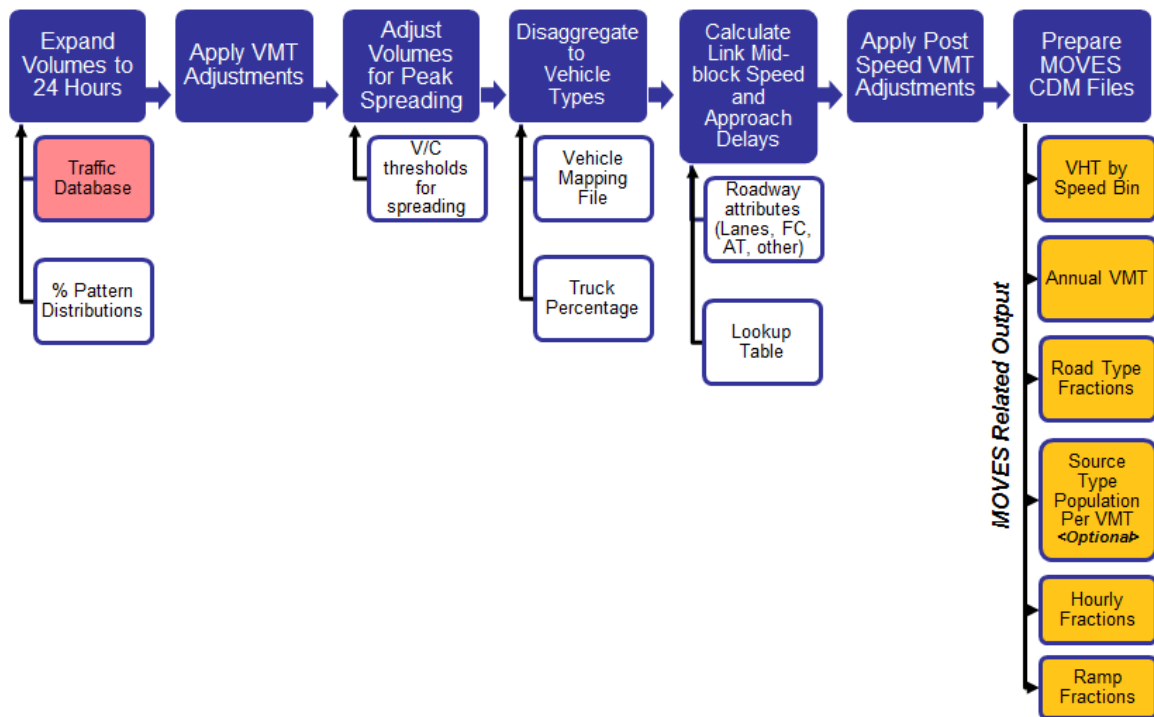 Expand
Volumes to
24 Hours
Apply VMT
Adjustments
Adjust
Volumes
for Peak
Spreading
Disaggregate
to
Vehicle
Types
Calculate
Link Mid-
block Speed
and
Approach
Delays
Apply Post
Speed VMT
Adjustments
Prepare
MOVES
CDM Files
Traffic
Database
% Pattern
Distributions
V/C
thresholds
for
spreading
Vehicle
Mapping
File
Truck
Percentage
Roadway
attributes
(Lanes, FC,
AT, other)
Lookup
Table
MOVES Related Output
VHT by
Speed Bin
Annual VMT
Road Type
Fractions
Source
Type
Population
Per VMT
<Optional>
Hourly
Fractions
Ramp
Fractions